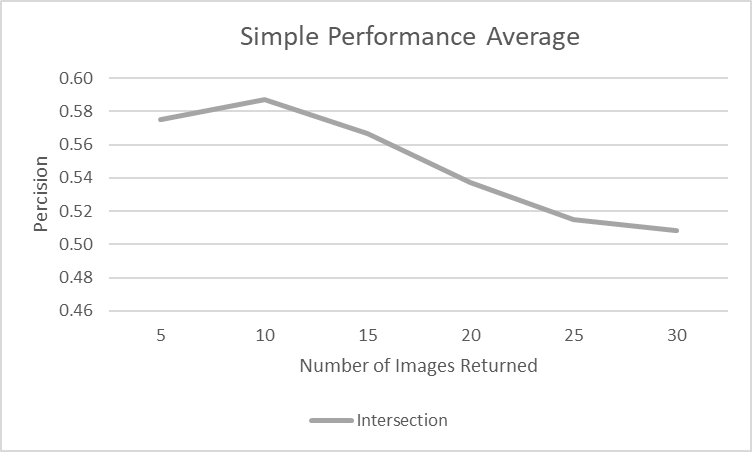 Simple Performance Average
0.60
0.58
0.56
0.54
0.52
0.50
0.48
0.46
Percision
5 10 15 20 25 30
Number of Images Returned
Intersection